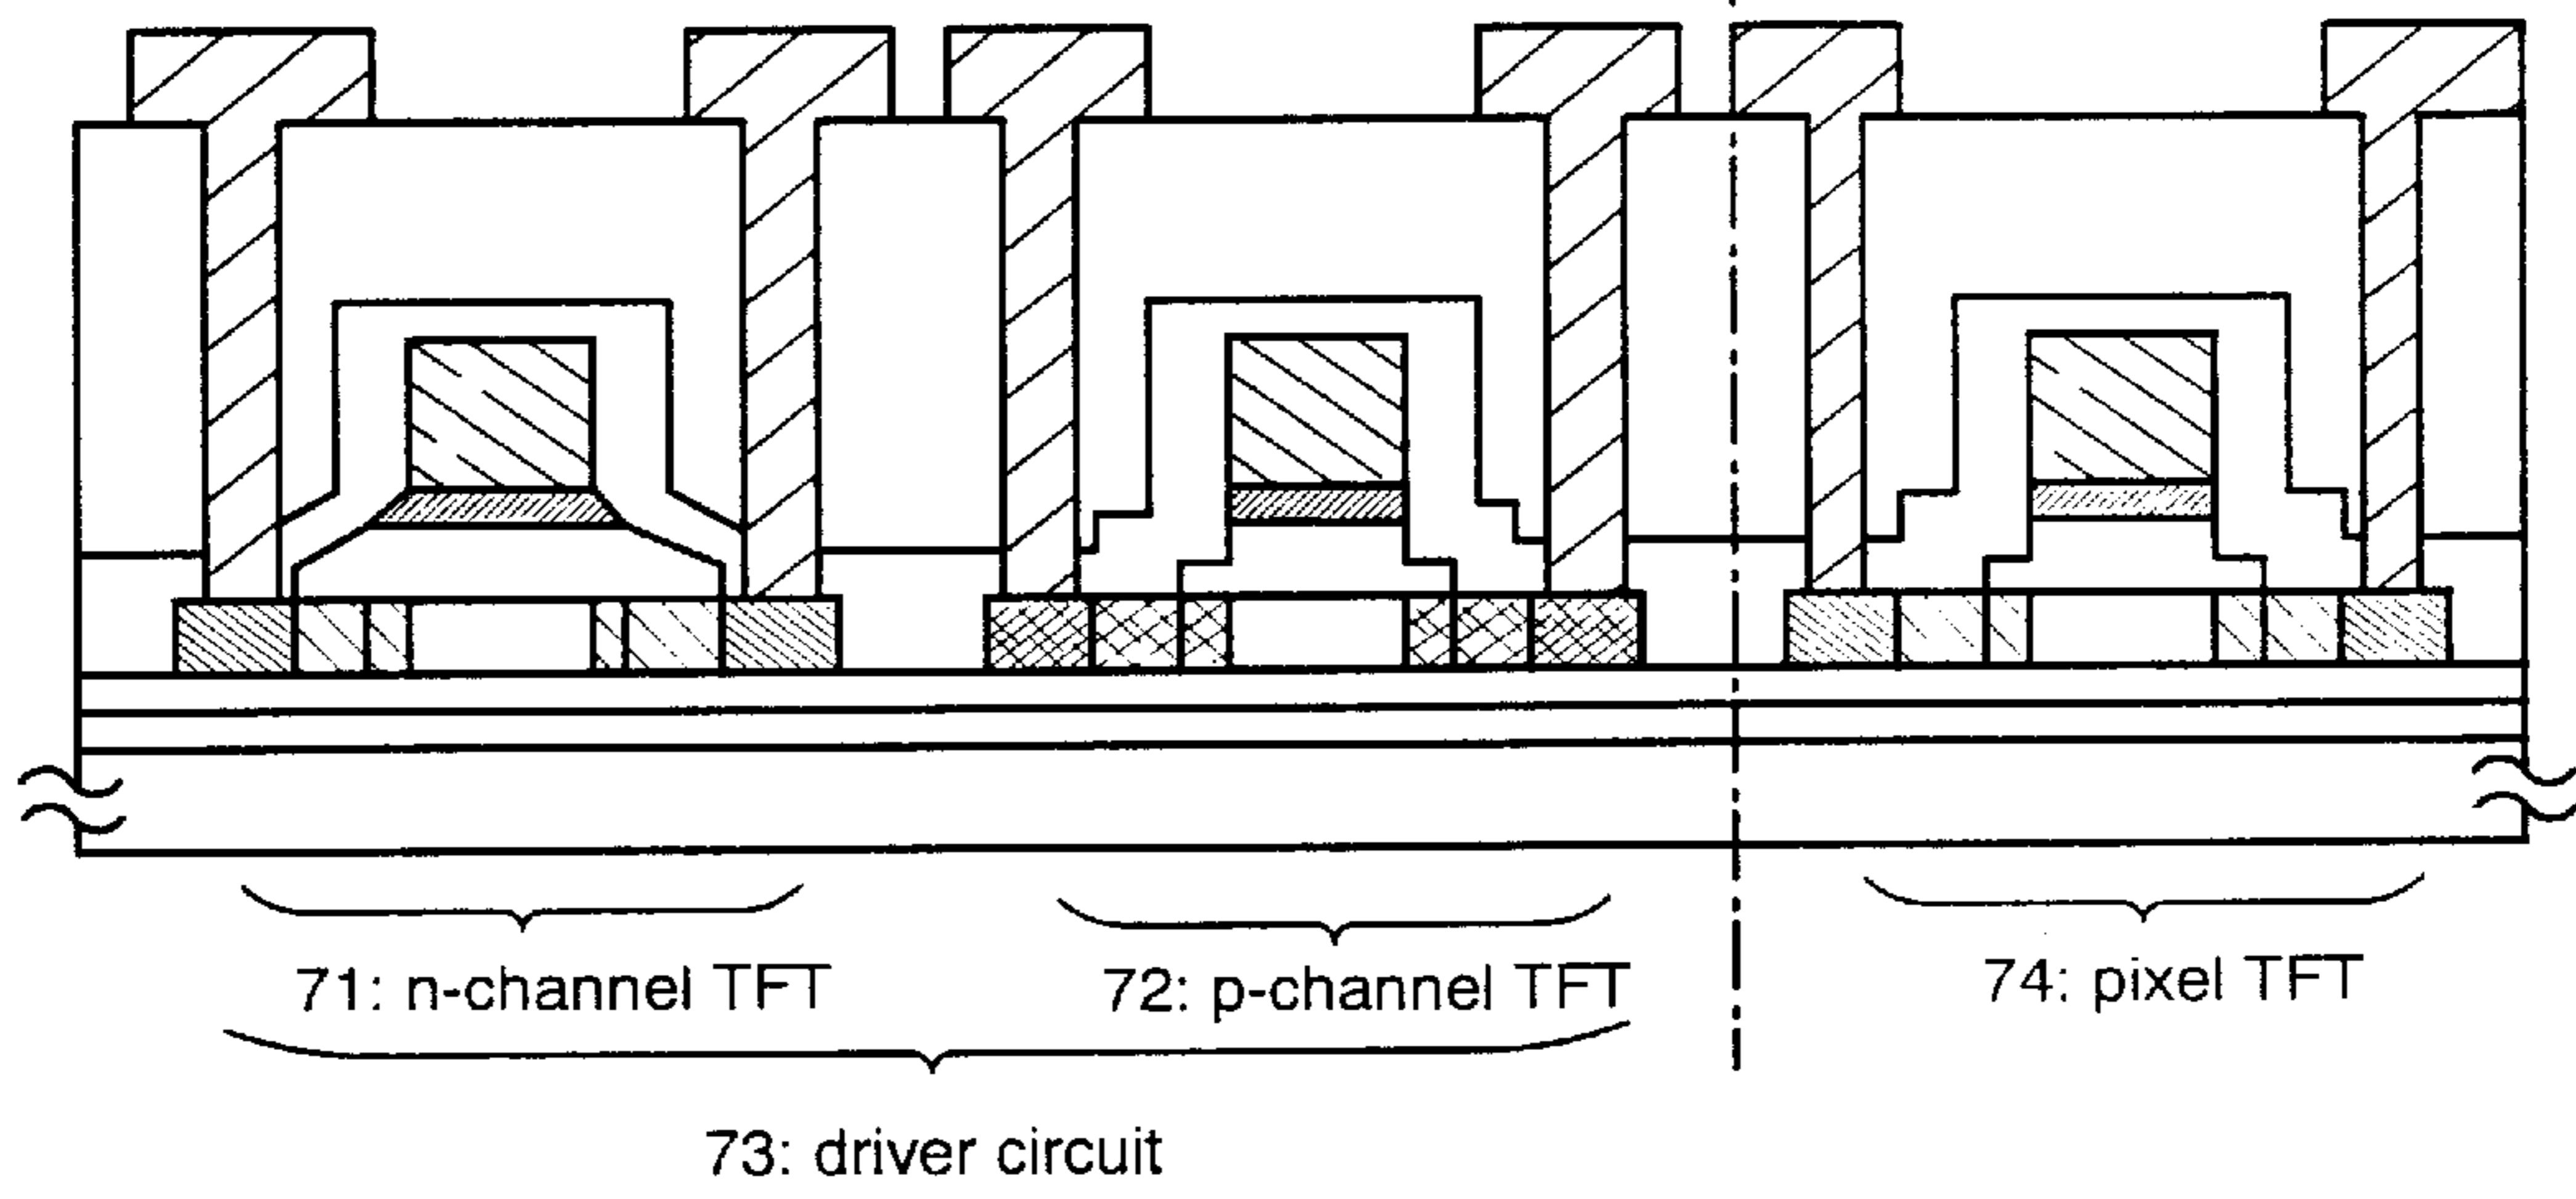 71: n-channel TFT
72: p-channel TFT
74: pixel TFT
73: driver circuit